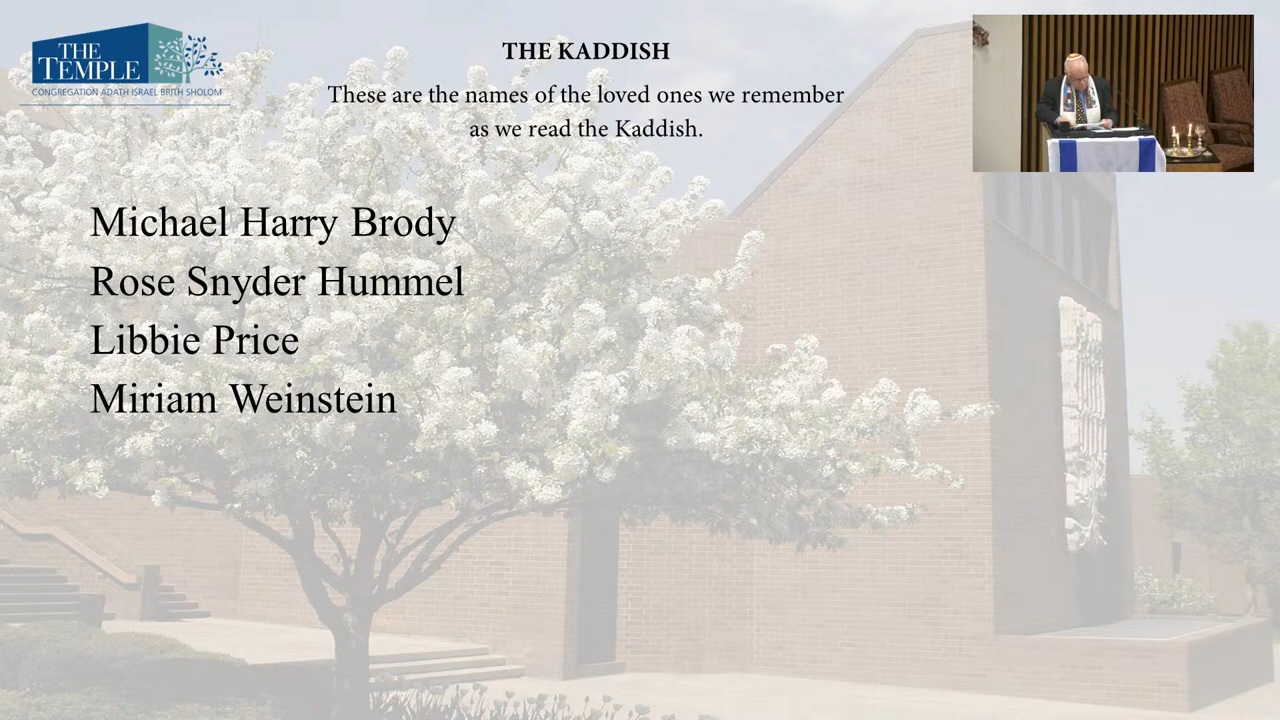 THE
TEMPLE
CONGREGATION ADATH ISRAEL BRITH SHOLOM
THE KADDISH
These are the names of the loved ones we remember
as we read the Kaddish.
Michael Harry Brody
Rose Snyder Hummel
Libbie Price
Miriam Weinstein